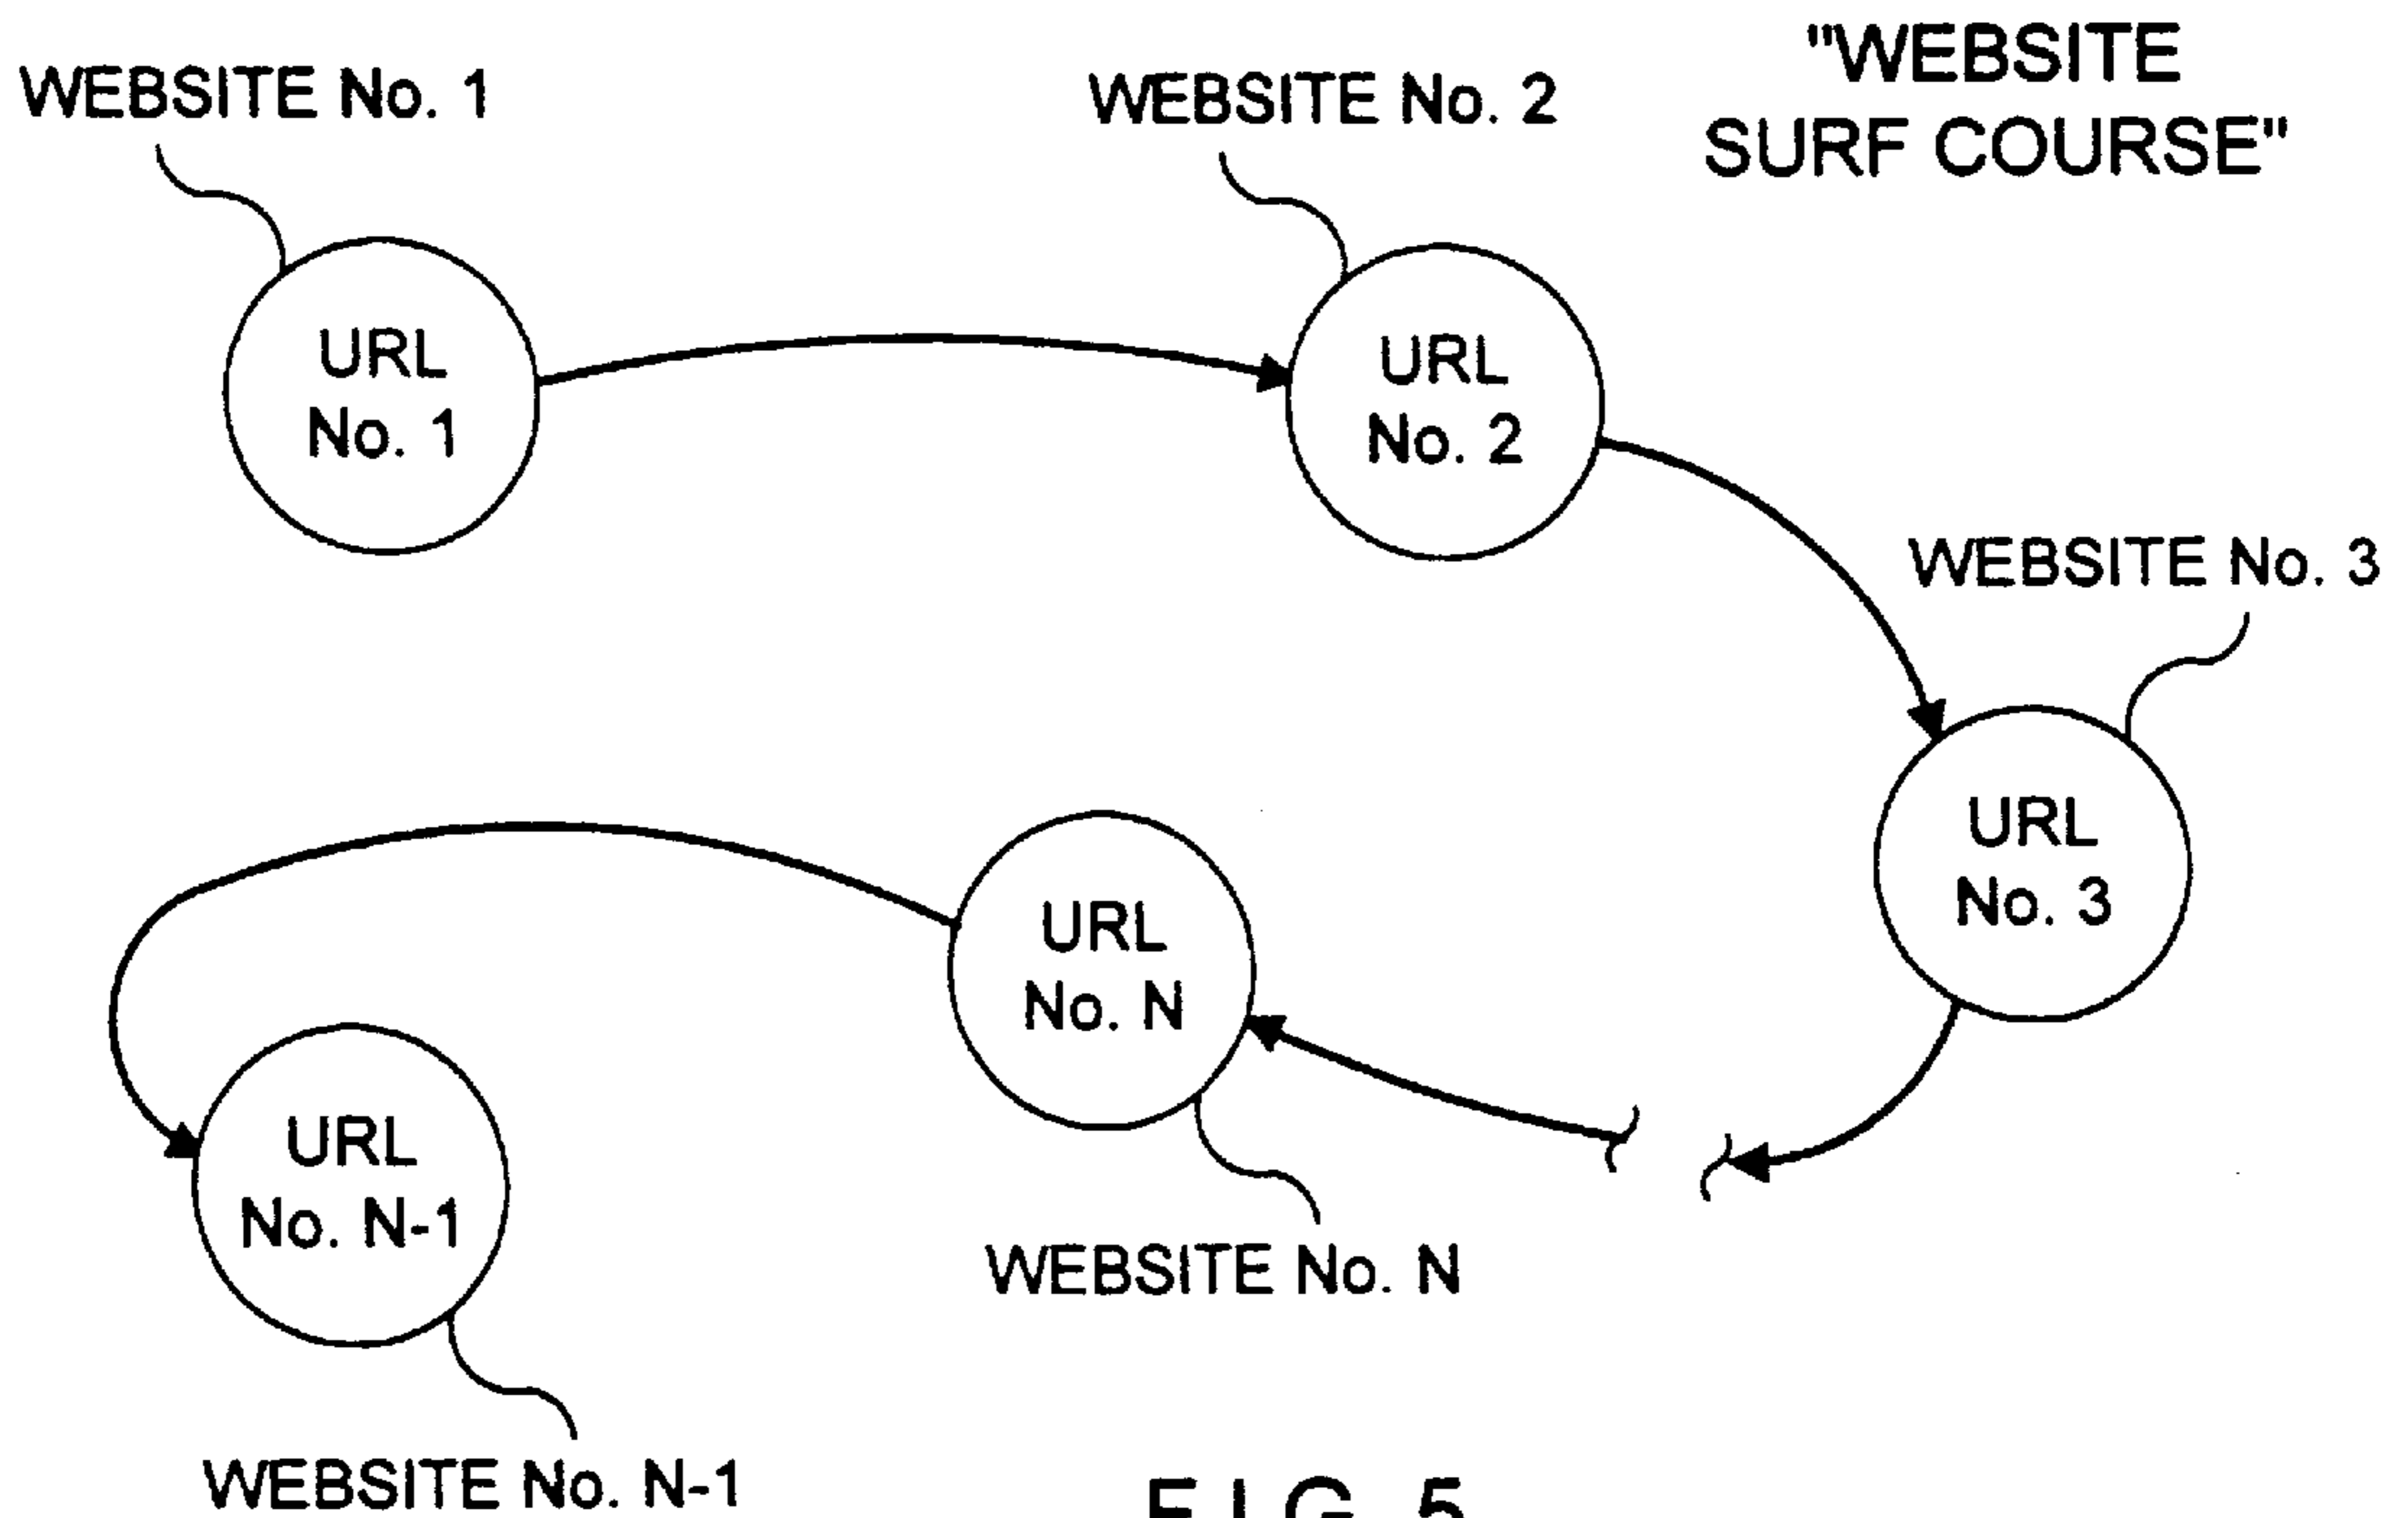 "WEBSITE
SURF COURSE"
WEBSITE No. 1
URL
No. 1
WEBSITE No. 2
URL
No. 2
WEBSITE No. 3
URL
No. 3
URL
No. N
WEBSITE No. N
URL
No. N-1
WEBSITE No. N-1
FIG. 5